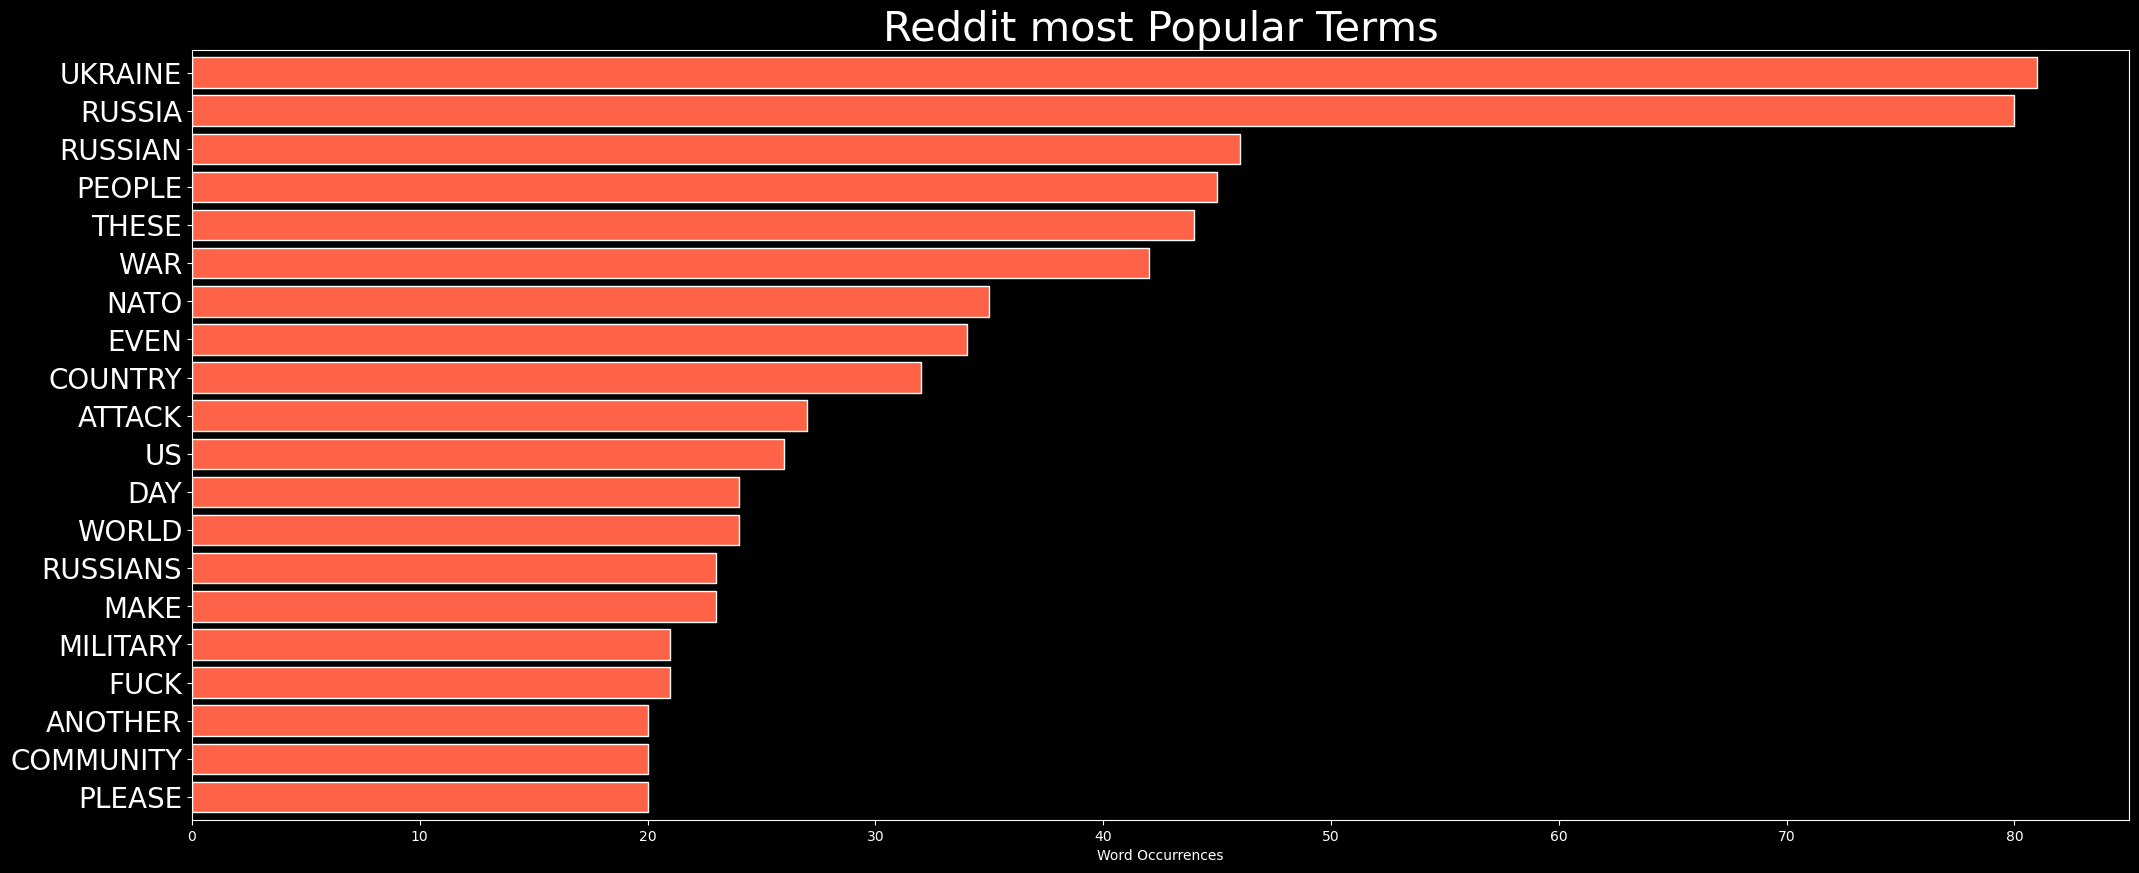 Reddit most Popular Terms
UKRAINE
RUSSIA
RUSSIAN
PEOPLE
THESE
WAR
NATO
EVEN
COUNTRY
ATTACK
US
DAY
WORLD
RUSSIANS
MAKE
MILITARY
FUCK
ANOTHER
COMMUNITY
PLEASE
0 10 20 30 40 50 60 70 80
Word Occurrences